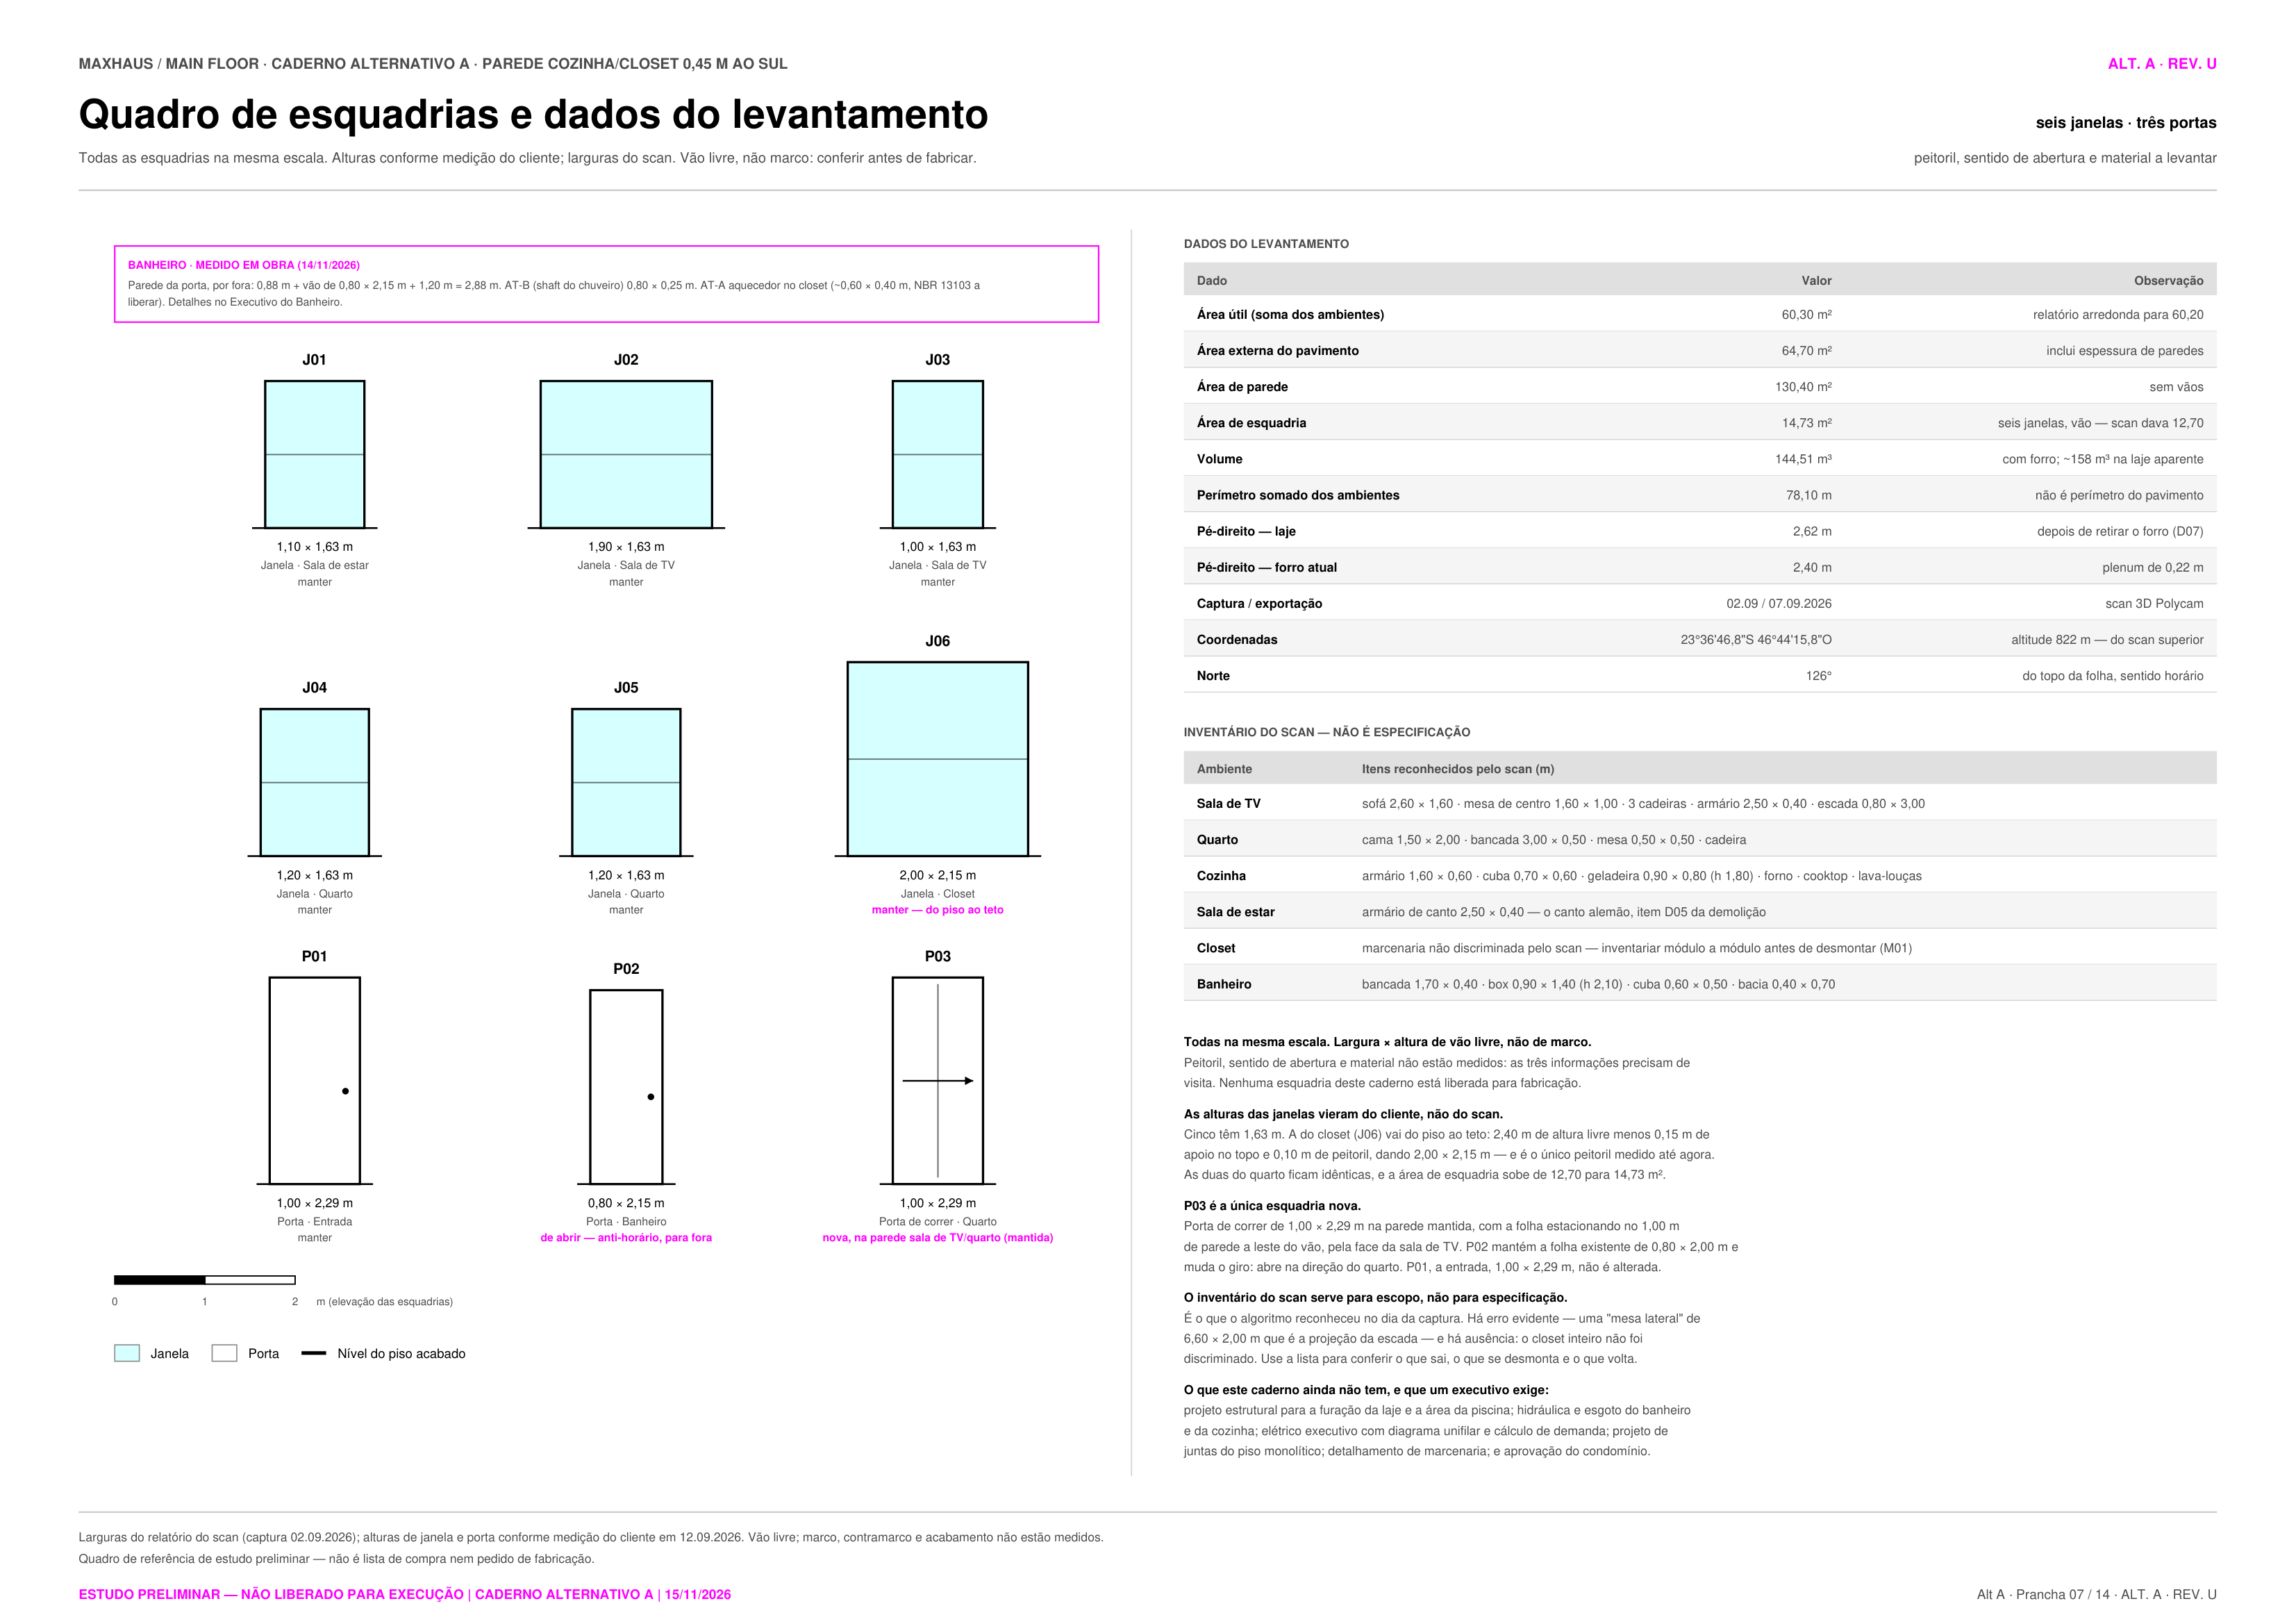 MAXHAUS / MAIN FLOOR · CADERNO ALTERNATIVO A · PAREDE COZINHA/CLOSET 0,45 M AO SUL
ALT. A · REV. U
Quadro de esquadrias e dados do levantamento
seis janelas · três portas
Todas as esquadrias na mesma escala. Alturas conforme medição do cliente; larguras do scan. Vão livre, não marco: conferir antes de fabricar.
peitoril, sentido de abertura e material a levantar
BANHEIRO · MEDIDO EM OBRA (14/11/2026)
Parede da porta, por fora: 0,88 m + vão de 0,80 × 2,15 m + 1,20 m = 2,88 m. AT-B (shaft do chuveiro) 0,80 × 0,25 m. AT-A aquecedor no closet (~0,60 × 0,40 m, NBR 13103 a
liberar). Detalhes no Executivo do Banheiro.
J01
J02
J03
1,10 × 1,63 m
1,90 × 1,63 m
1,00 × 1,63 m
Janela · Sala de estar
Janela · Sala de TV
Janela · Sala de TV
manter
manter
manter
J04
J05
J06
1,20 × 1,63 m
1,20 × 1,63 m
2,00 × 2,15 m
Janela · Quarto
Janela · Quarto
Janela · Closet
manter
manter
manter — do piso ao teto
P01
P02
P03
1,00 × 2,29 m
0,80 × 2,15 m
1,00 × 2,29 m
Porta · Entrada
Porta · Banheiro
Porta de correr · Quarto
manter
de abrir — anti-horário, para fora
nova, na parede sala de TV/quarto (mantida)
0 1 2 m (elevação das esquadrias)
Janela Porta Nível do piso acabado
DADOS DO LEVANTAMENTO
Dado Valor Observação
Área útil (soma dos ambientes) 60,30 m² relatório arredonda para 60,20
Área externa do pavimento 64,70 m² inclui espessura de paredes
Área de parede 130,40 m² sem vãos
Área de esquadria 14,73 m² seis janelas, vão — scan dava 12,70
Volume 144,51 m³ com forro; ~158 m³ na laje aparente
Perímetro somado dos ambientes 78,10 m não é perímetro do pavimento
Pé-direito — laje 2,62 m depois de retirar o forro (D07)
Pé-direito — forro atual 2,40 m plenum de 0,22 m
Captura / exportação 02.09 / 07.09.2026 scan 3D Polycam
Coordenadas 23°36'46,8"S 46°44'15,8"O altitude 822 m — do scan superior
Norte 126° do topo da folha, sentido horário
INVENTÁRIO DO SCAN — NÃO É ESPECIFICAÇÃO
Ambiente Itens reconhecidos pelo scan (m)
Sala de TV sofá 2,60 × 1,60 · mesa de centro 1,60 × 1,00 · 3 cadeiras · armário 2,50 × 0,40 · escada 0,80 × 3,00
Quarto cama 1,50 × 2,00 · bancada 3,00 × 0,50 · mesa 0,50 × 0,50 · cadeira
Cozinha armário 1,60 × 0,60 · cuba 0,70 × 0,60 · geladeira 0,90 × 0,80 (h 1,80) · forno · cooktop · lava-louças
Sala de estar armário de canto 2,50 × 0,40 — o canto alemão, item D05 da demolição
Closet marcenaria não discriminada pelo scan — inventariar módulo a módulo antes de desmontar (M01)
Banheiro bancada 1,70 × 0,40 · box 0,90 × 1,40 (h 2,10) · cuba 0,60 × 0,50 · bacia 0,40 × 0,70
Todas na mesma escala. Largura × altura de vão livre, não de marco.
Peitoril, sentido de abertura e material não estão medidos: as três informações precisam de
visita. Nenhuma esquadria deste caderno está liberada para fabricação.
As alturas das janelas vieram do cliente, não do scan.
Cinco têm 1,63 m. A do closet (J06) vai do piso ao teto: 2,40 m de altura livre menos 0,15 m de
apoio no topo e 0,10 m de peitoril, dando 2,00 × 2,15 m — e é o único peitoril medido até agora.
As duas do quarto ficam idênticas, e a área de esquadria sobe de 12,70 para 14,73 m².
P03 é a única esquadria nova.
Porta de correr de 1,00 × 2,29 m na parede mantida, com a folha estacionando no 1,00 m
de parede a leste do vão, pela face da sala de TV. P02 mantém a folha existente de 0,80 × 2,00 m e
muda o giro: abre na direção do quarto. P01, a entrada, 1,00 × 2,29 m, não é alterada.
O inventário do scan serve para escopo, não para especificação.
É o que o algoritmo reconheceu no dia da captura. Há erro evidente — uma "mesa lateral" de
6,60 × 2,00 m que é a projeção da escada — e há ausência: o closet inteiro não foi
discriminado. Use a lista para conferir o que sai, o que se desmonta e o que volta.
O que este caderno ainda não tem, e que um executivo exige:
projeto estrutural para a furação da laje e a área da piscina; hidráulica e esgoto do banheiro
e da cozinha; elétrico executivo com diagrama unifilar e cálculo de demanda; projeto de
juntas do piso monolítico; detalhamento de marcenaria; e aprovação do condomínio.
Larguras do relatório do scan (captura 02.09.2026); alturas de janela e porta conforme medição do cliente em 12.09.2026. Vão livre; marco, contramarco e acabamento não estão medidos.
Quadro de referência de estudo preliminar — não é lista de compra nem pedido de fabricação.
ESTUDO PRELIMINAR — NÃO LIBERADO PARA EXECUÇÃO | CADERNO ALTERNATIVO A | 15/11/2026
Alt A · Prancha 07 / 14 · ALT. A · REV. U